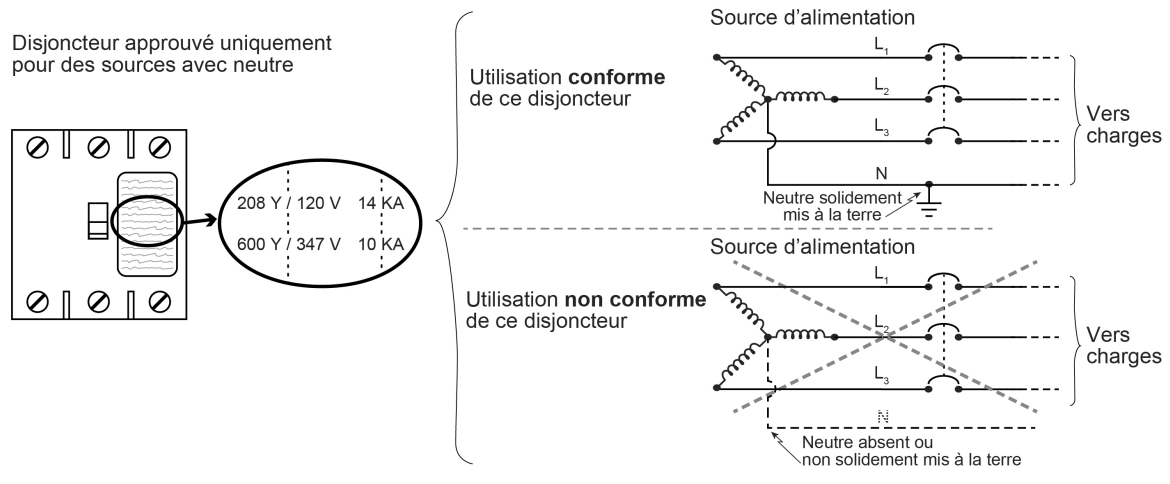 Disjoncteur approuvé uniquement
pour des sources avec neutre
208 Y / 120 V 14 KA
600 Y / 347 V 10 KA
Utilisation conforme
de ce disjoncteur
Source d'alimentation
L1
L2
L3
N
Neutre solidement
mis à la terre
Vers
charges
Utilisation non conforme
de ce disjoncteur
Source d'alimentation
L1
L2
L3
N
Neutre absent ou
non solidement mis à la terre
Vers
charges